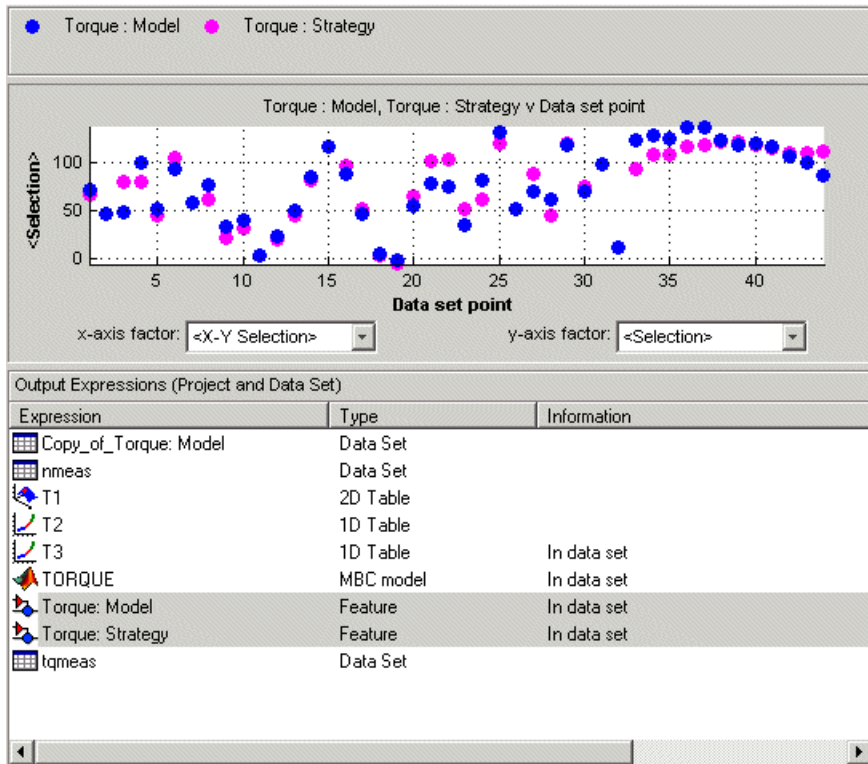 Torque : Model Torque : Strategy
Torque : Model, Torque : Strategy v Data set point
<Selection>
100
50
0
5 10 15 20 25 30 35 40
Data set point
x-axis factor: <X-Y Selection> y-axis factor: <Selection>
Output Expressions (Project and Data Set)
Expression Type Information
Copy_of_Torque: Model Data Set
nmeas Data Set
T1 2D Table
T2 1D Table
T3 1D Table In data set
TORQUE MBC model In data set
Torque: Model Feature In data set
Torque: Strategy Feature In data set
tqmeas Data Set